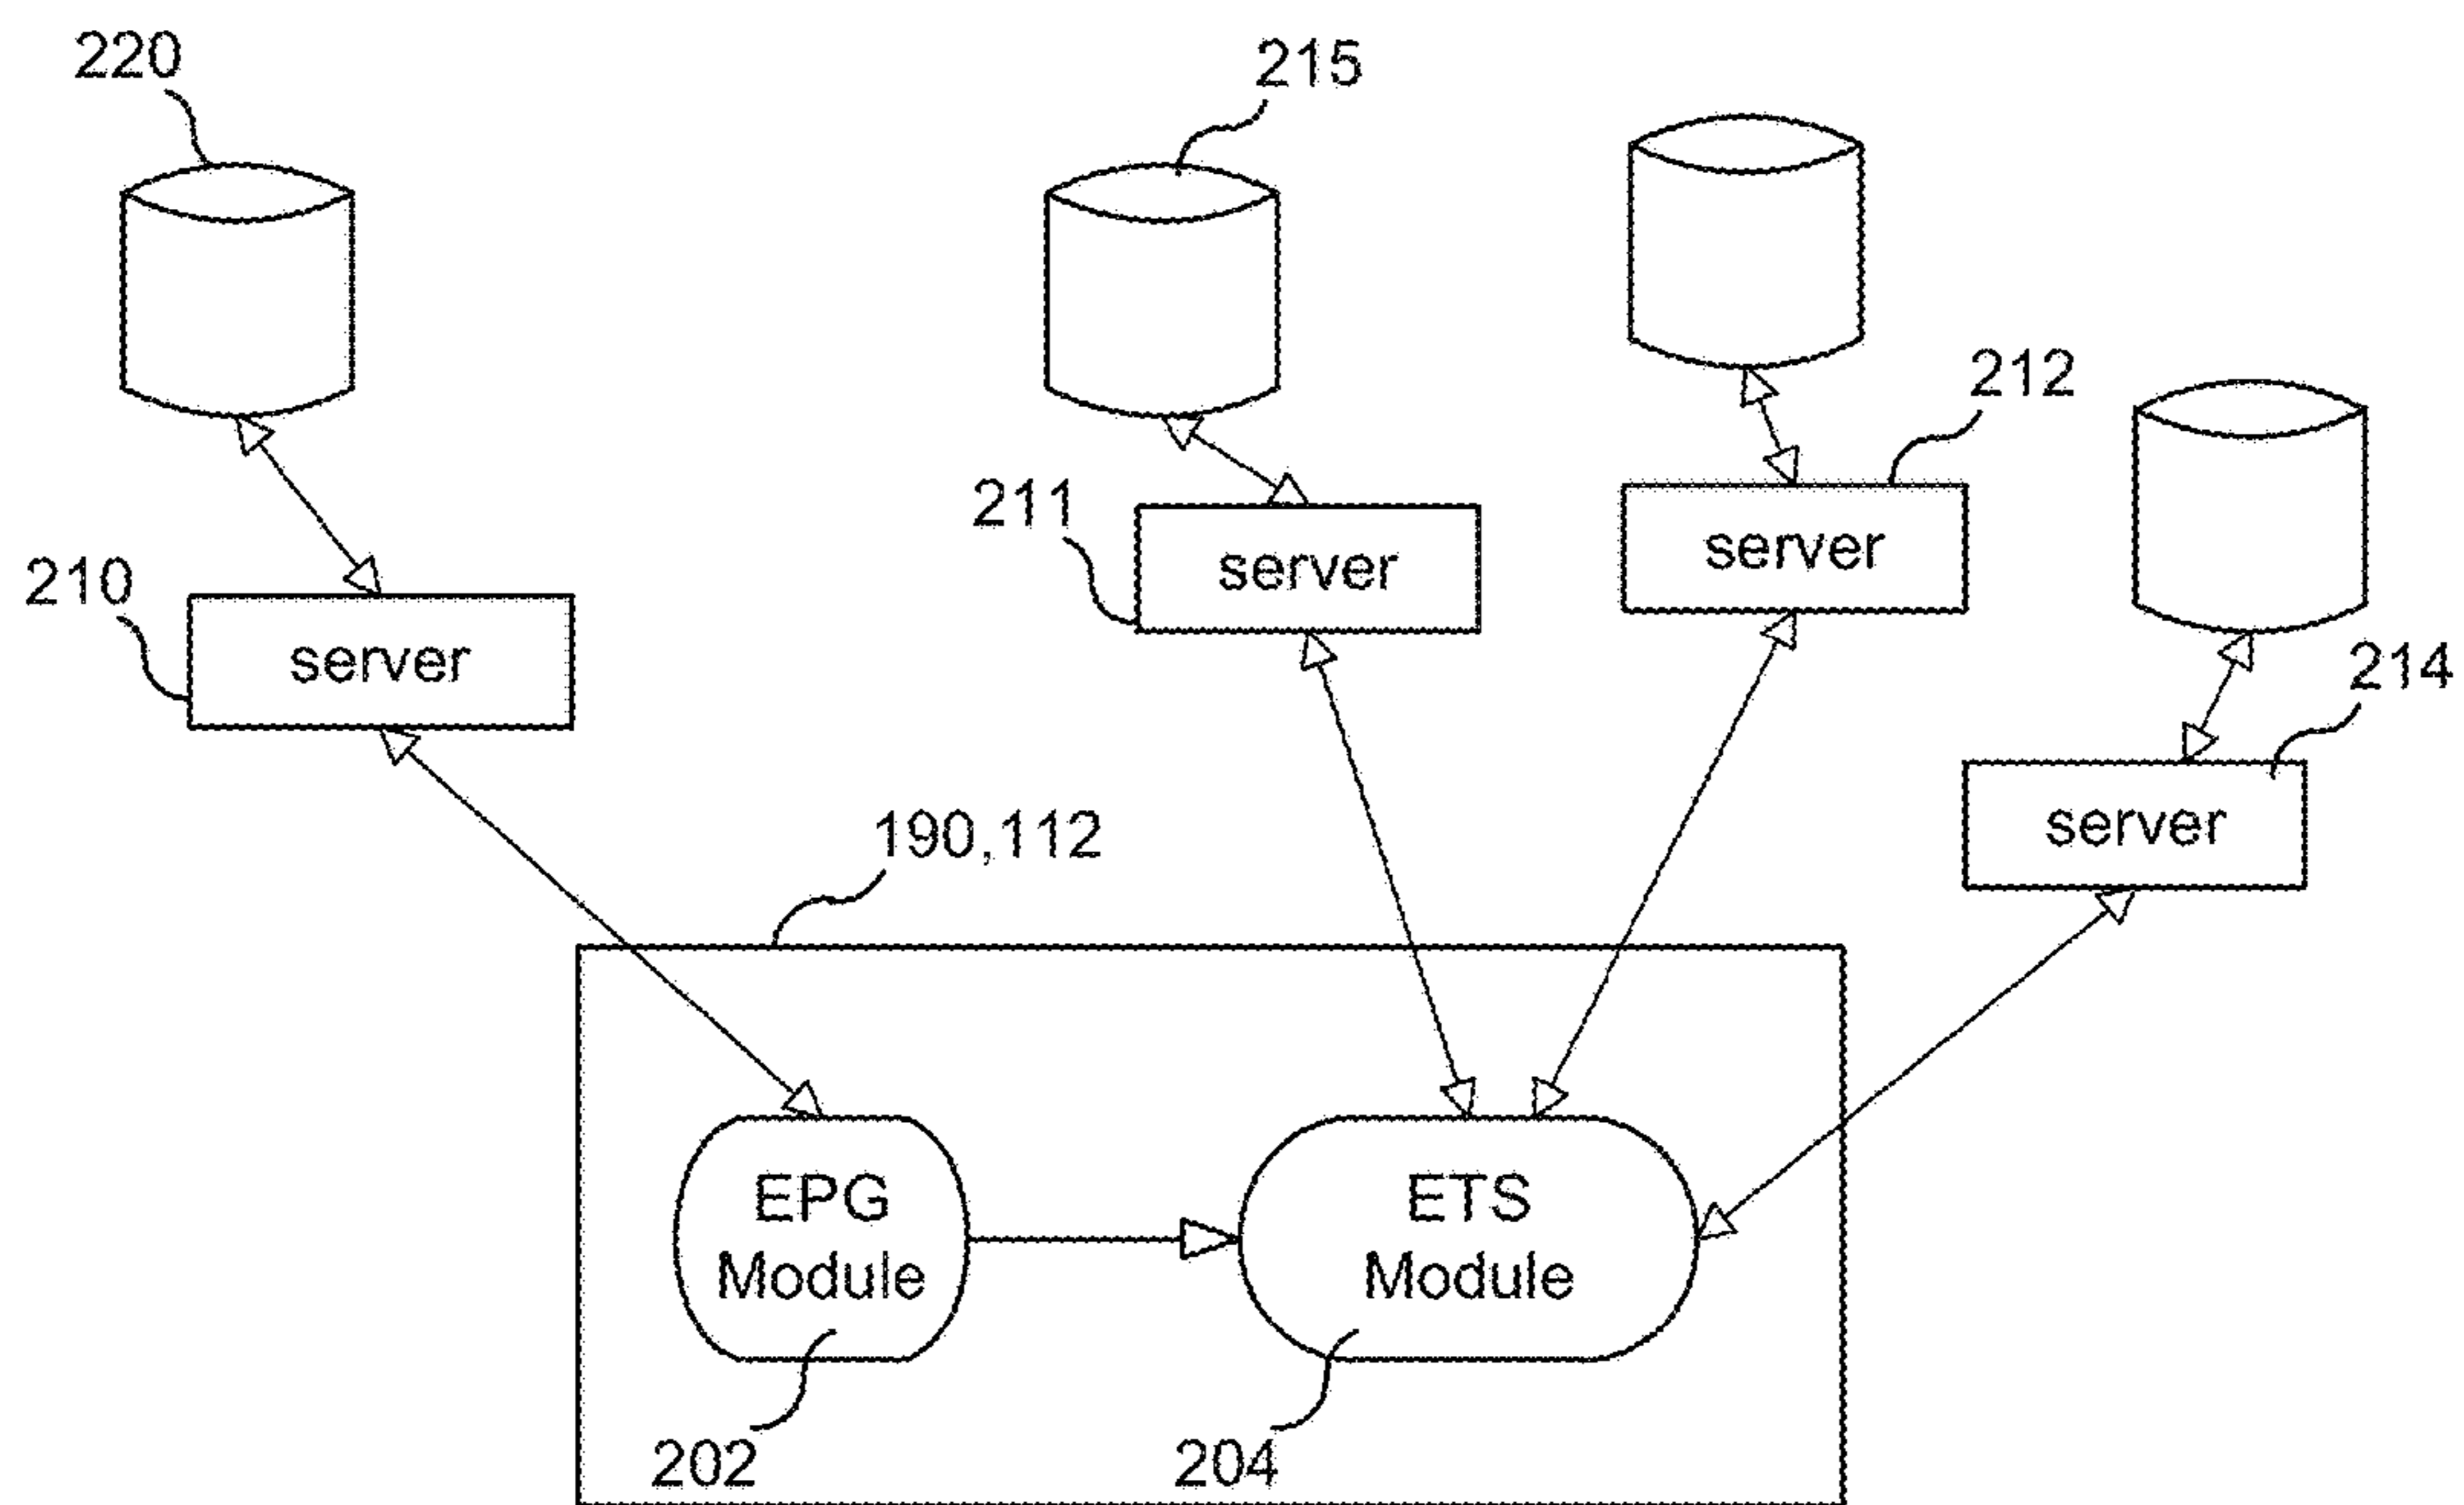 220
215
212
211
server
server
210
server
214
server
190,112
EPG
Module
ETS
Module
202
204